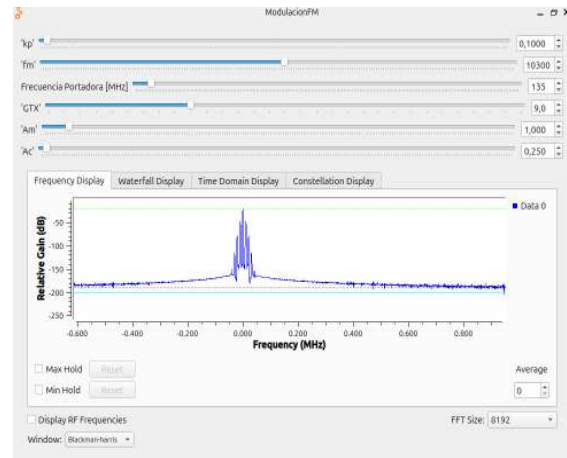 ModulacionFM
'kp' 0,1000
'fm' 10300
Frecuencia Portadora [MHz] 135
'GTX' 9,0
'Am' 1,000
'Ac' 0,250
Frequency Display Waterfall Display Time Domain Display Constellation Display
Data 0
Relative Gain (dB)
-50
-100
-150
-200
-250
-0.600 -0.400 -0.200 0.000 0.200 0.400 0.600 0.800
Frequency (MHz)
Max Hold Reset Average
Min Hold Reset 0
Display RF Frequencies FFT Size: 8192
Window: Blackman-harris